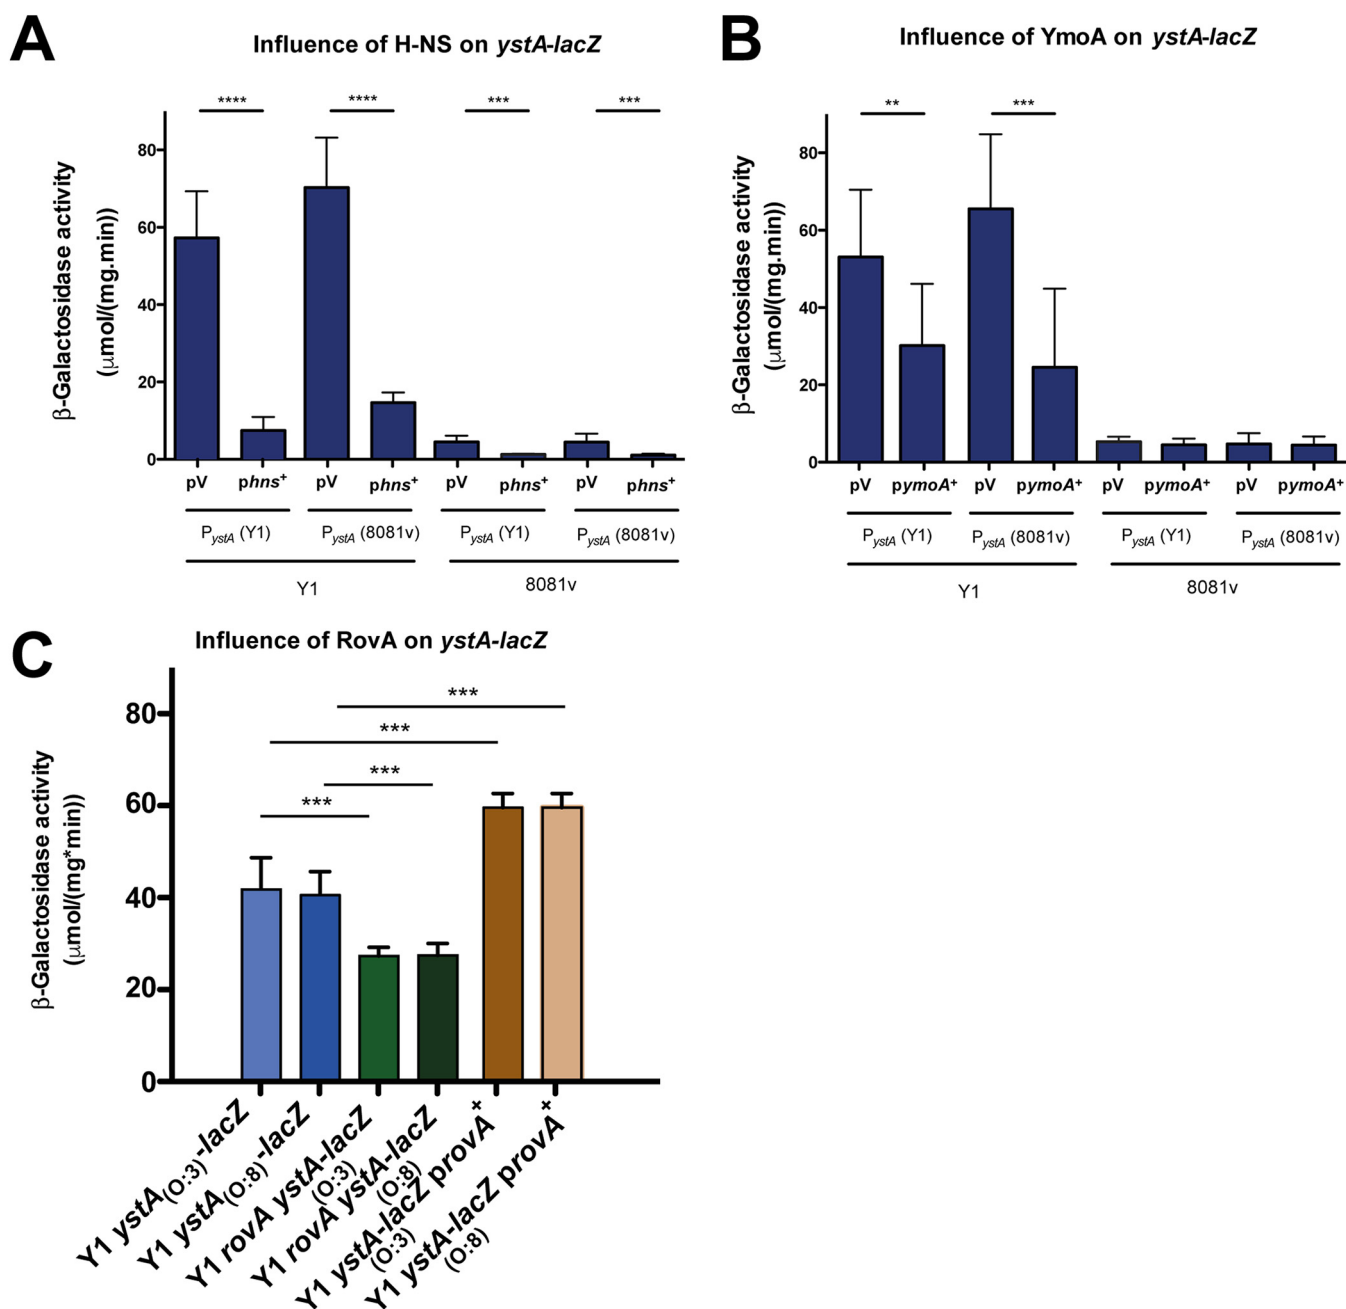 A
Influence of H-NS on ystA-lacZ
**** **** *** ***
β-Galactosidase activity
(μmol/(mg.min))
80
60
40
20
0
pV phns⁺ pV phns⁺ pV phns⁺ pV phns⁺
PystA (Y1) PystA (8081v) PystA (Y1) PystA (8081v)
Y1 8081v
B
Influence of YmoA on ystA-lacZ
** ***
β-Galactosidase activity
(μmol/(mg.min))
80
60
40
20
0
pV pymoA⁺ pV pymoA⁺ pV pymoA⁺ pV pymoA⁺
PystA (Y1) PystA (8081v) PystA (Y1) PystA (8081v)
Y1 8081v
C
Influence of RovA on ystA-lacZ
***
***
***
***
β-Galactosidase activity
(μmol/(mg*min))
80
60
40
20
0
Y1 ystA(O:3)-lacZ
Y1 ystA(O:8)-lacZ
Y1 rovA ystA-lacZ
(O:3)
Y1 rovA ystA-lacZ
(O:8)
Y1 ystA-lacZ provA⁺
(O:3)
Y1 ystA-lacZ provA⁺
(O:8)